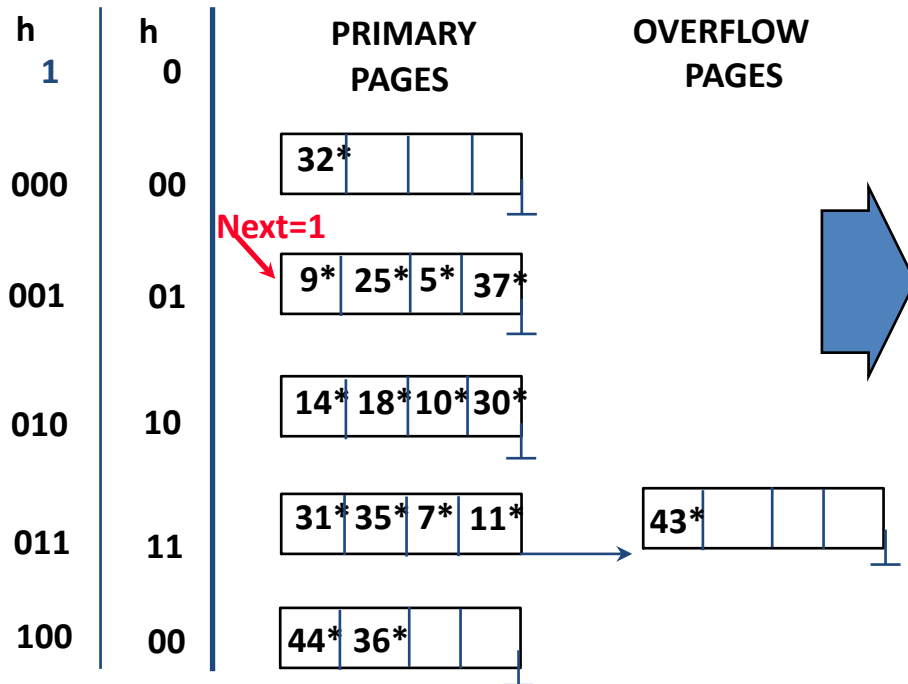 h h PRIMARY PAGES OVERFLOW PAGES
1 0
000 00 32*
Next=1
001 01 9* 25* 5* 37*
010 10 14* 18* 10* 30*
011 11 31* 35* 7* 11* 43*
100 00 44* 36*